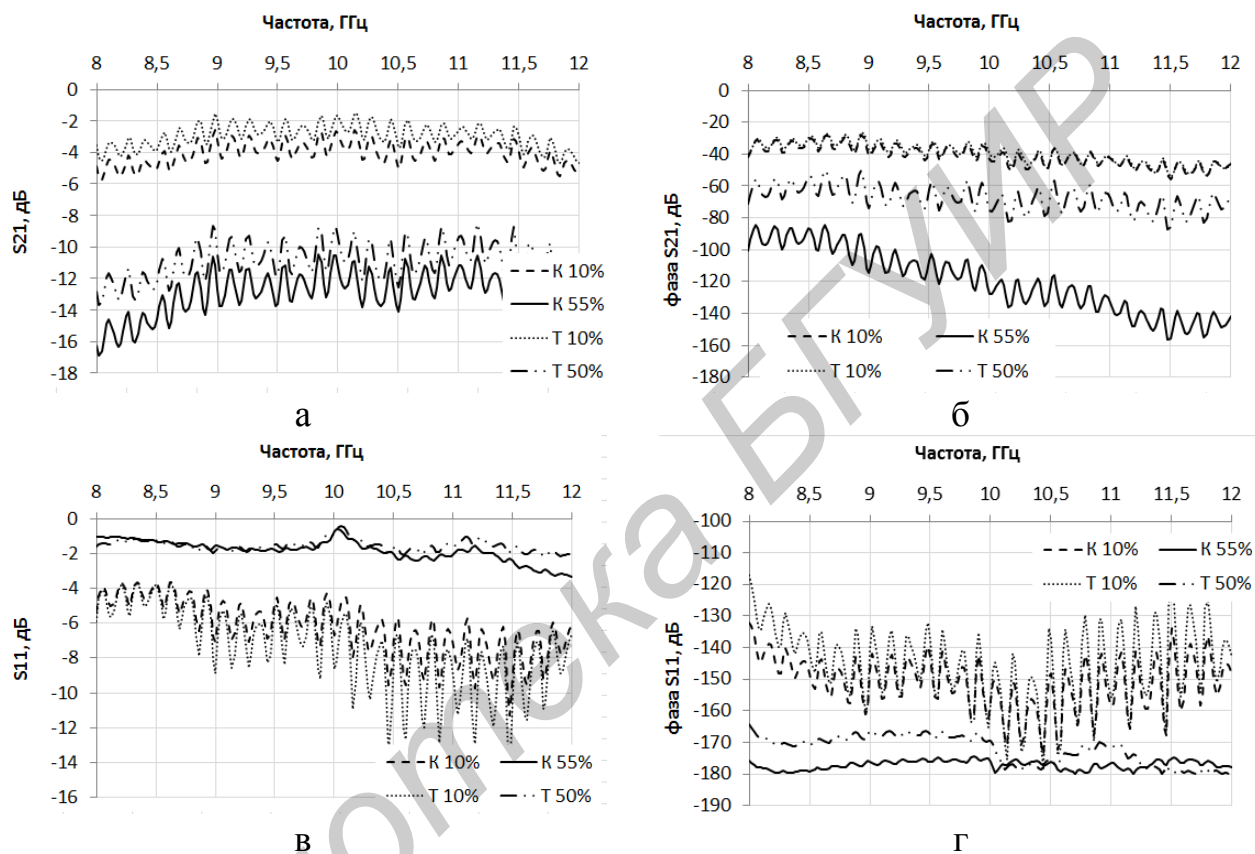 Частота, ГГц
8 8,5 9 9,5 10 10,5 11 11,5 12
0
-2
-4
-6
-8
-10
-12
-14
-16
-18
S21, дБ
К 10%
К 55%
Т 10%
Т 50%
а
Частота, ГГц
8 8,5 9 9,5 10 10,5 11 11,5 12
0
-20
-40
-60
-80
-100
-120
-140
-160
-180
фаза S21, дБ
К 10% К 55%
Т 10% Т 50%
б
Частота, ГГц
8 8,5 9 9,5 10 10,5 11 11,5 12
0
-2
-4
-6
-8
-10
-12
-14
-16
S11, дБ
К 10% К 55%
Т 10% Т 50%
в
Частота, ГГц
8 8,5 9 9,5 10 10,5 11 11,5 12
-100
-110
-120
-130
-140
-150
-160
-170
-180
-190
фаза S11, дБ
К 10% К 55%
Т 10% Т 50%
г
отека БГУИР